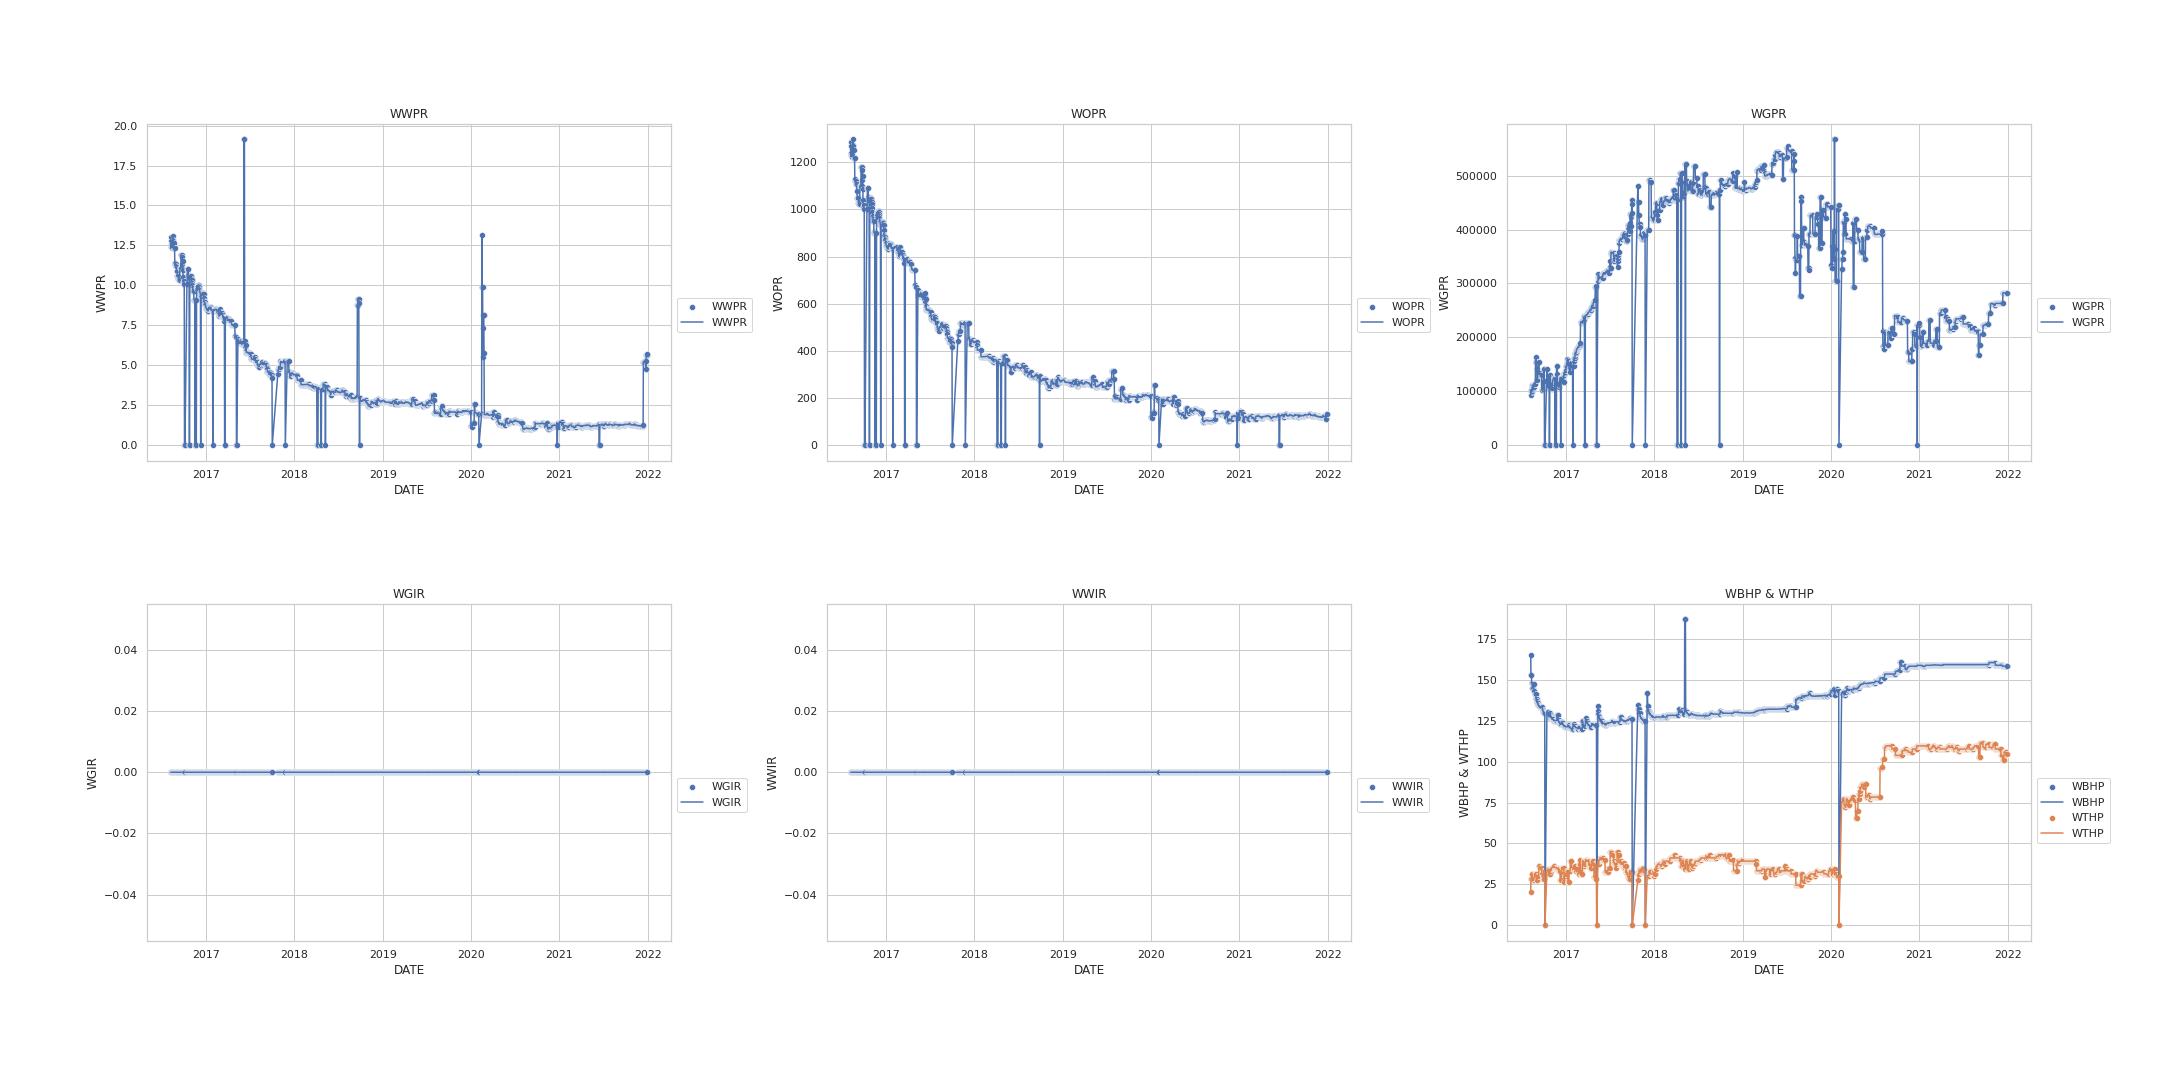 WWPR
20.0
17.5
15.0
12.5
10.0
7.5
5.0
2.5
0.0
WWPR
2017 2018 2019 2020 2021 2022
DATE
WWPR
WWPR
WOPR
1200
1000
800
600
400
200
0
WOPR
2017 2018 2019 2020 2021 2022
DATE
WOPR
WOPR
WGPR
500000
400000
300000
200000
100000
0
WGPR
2017 2018 2019 2020 2021 2022
DATE
WGPR
WGPR
WGIR
0.04
0.02
0.00
−0.02
−0.04
WGIR
2017 2018 2019 2020 2021 2022
DATE
WGIR
WGIR
WWIR
0.04
0.02
0.00
−0.02
−0.04
WWIR
2017 2018 2019 2020 2021 2022
DATE
WWIR
WWIR
WBHP & WTHP
175
150
125
100
75
50
25
0
WBHP & WTHP
2017 2018 2019 2020 2021 2022
DATE
WBHP
WBHP
WTHP
WTHP